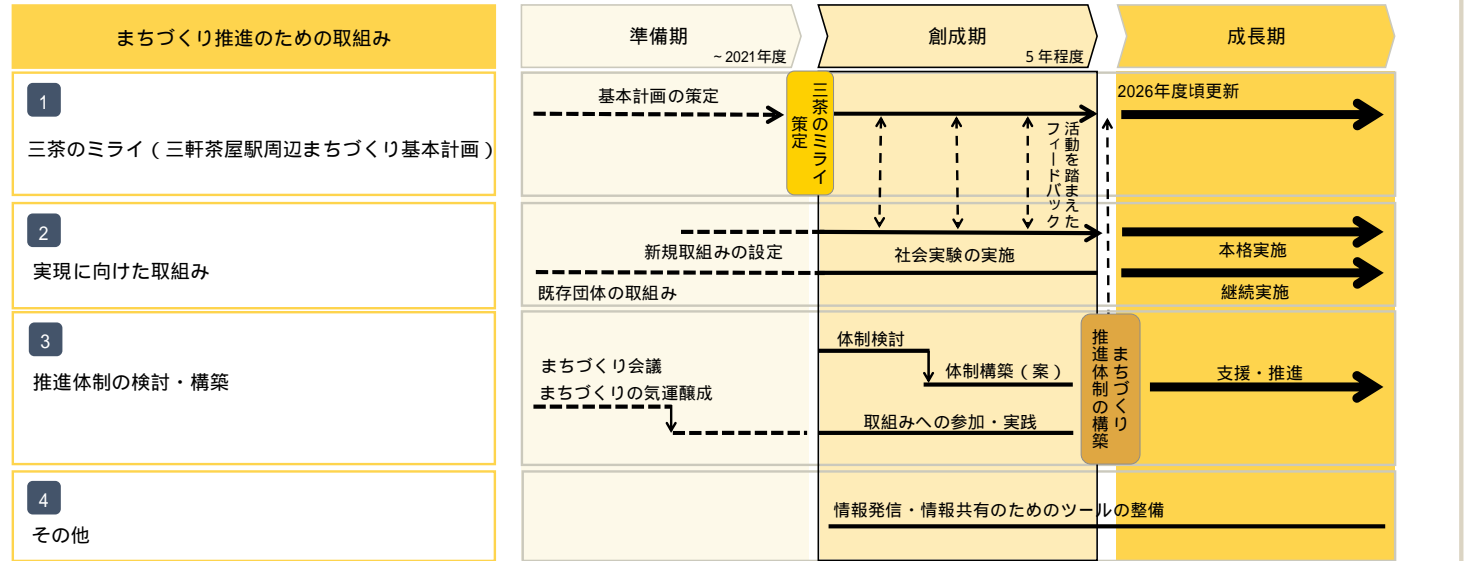 まちづくり推進のための取組み
準備期
~2021年度
創成期
5年程度
成長期
1
三茶のミライ(三軒茶屋駅周辺まちづくり基本計画)
基本計画の策定
三茶のミライ
策定
活動を踏まえた
フィードバック
2026年度頃更新
2
実現に向けた取組み
新規取組みの設定
社会実験の実施
本格実施
既存団体の取組み
継続実施
3
推進体制の検討・構築
まちづくり会議
まちづくりの気運醸成
体制検討
体制構築(案)
取組みへの参加・実践
まちづくり
推進体制の構築
支援・推進
4
その他
情報発信・情報共有のためのツールの整備